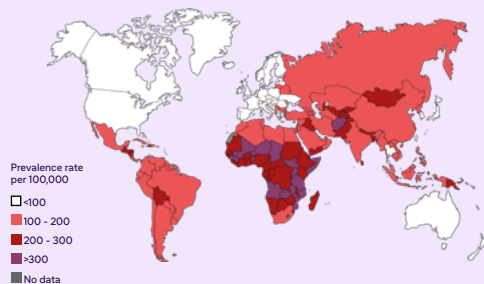 Prevalence rate
per 100,000
<100
100 - 200
200 - 300
>300
No data